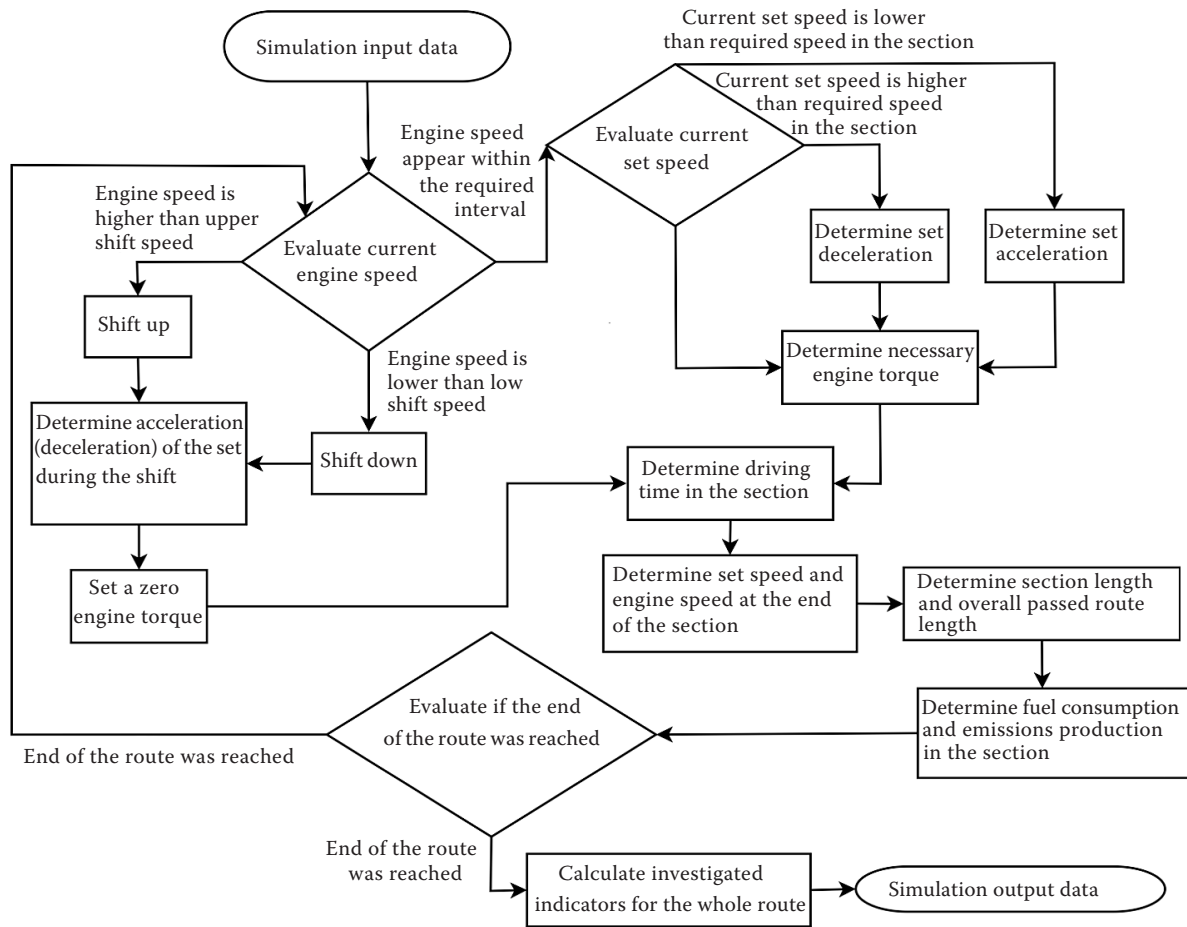 Simulation input data
Current set speed is lower
than required speed in the section
Current set speed is higher
than required speed
in the section
Evaluate current
set speed
Engine speed
appear within
the required
interval
Engine speed is
higher than upper
shift speed
Evaluate current
engine speed
Determine set
deceleration
Determine set
acceleration
Shift up
Engine speed is
lower than low
shift speed
Determine necessary
engine torque
Determine acceleration
(deceleration) of the set
during the shift
Shift down
Determine driving
time in the section
Set a zero
engine torque
Determine set speed and
engine speed at the end
of the section
Determine section length
and overall passed route
length
Evaluate if the end
of the route was reached
Determine fuel consumption
and emissions production
in the section
End of the route was reached
End of the route
was reached
Calculate investigated
indicators for the whole route
Simulation output data